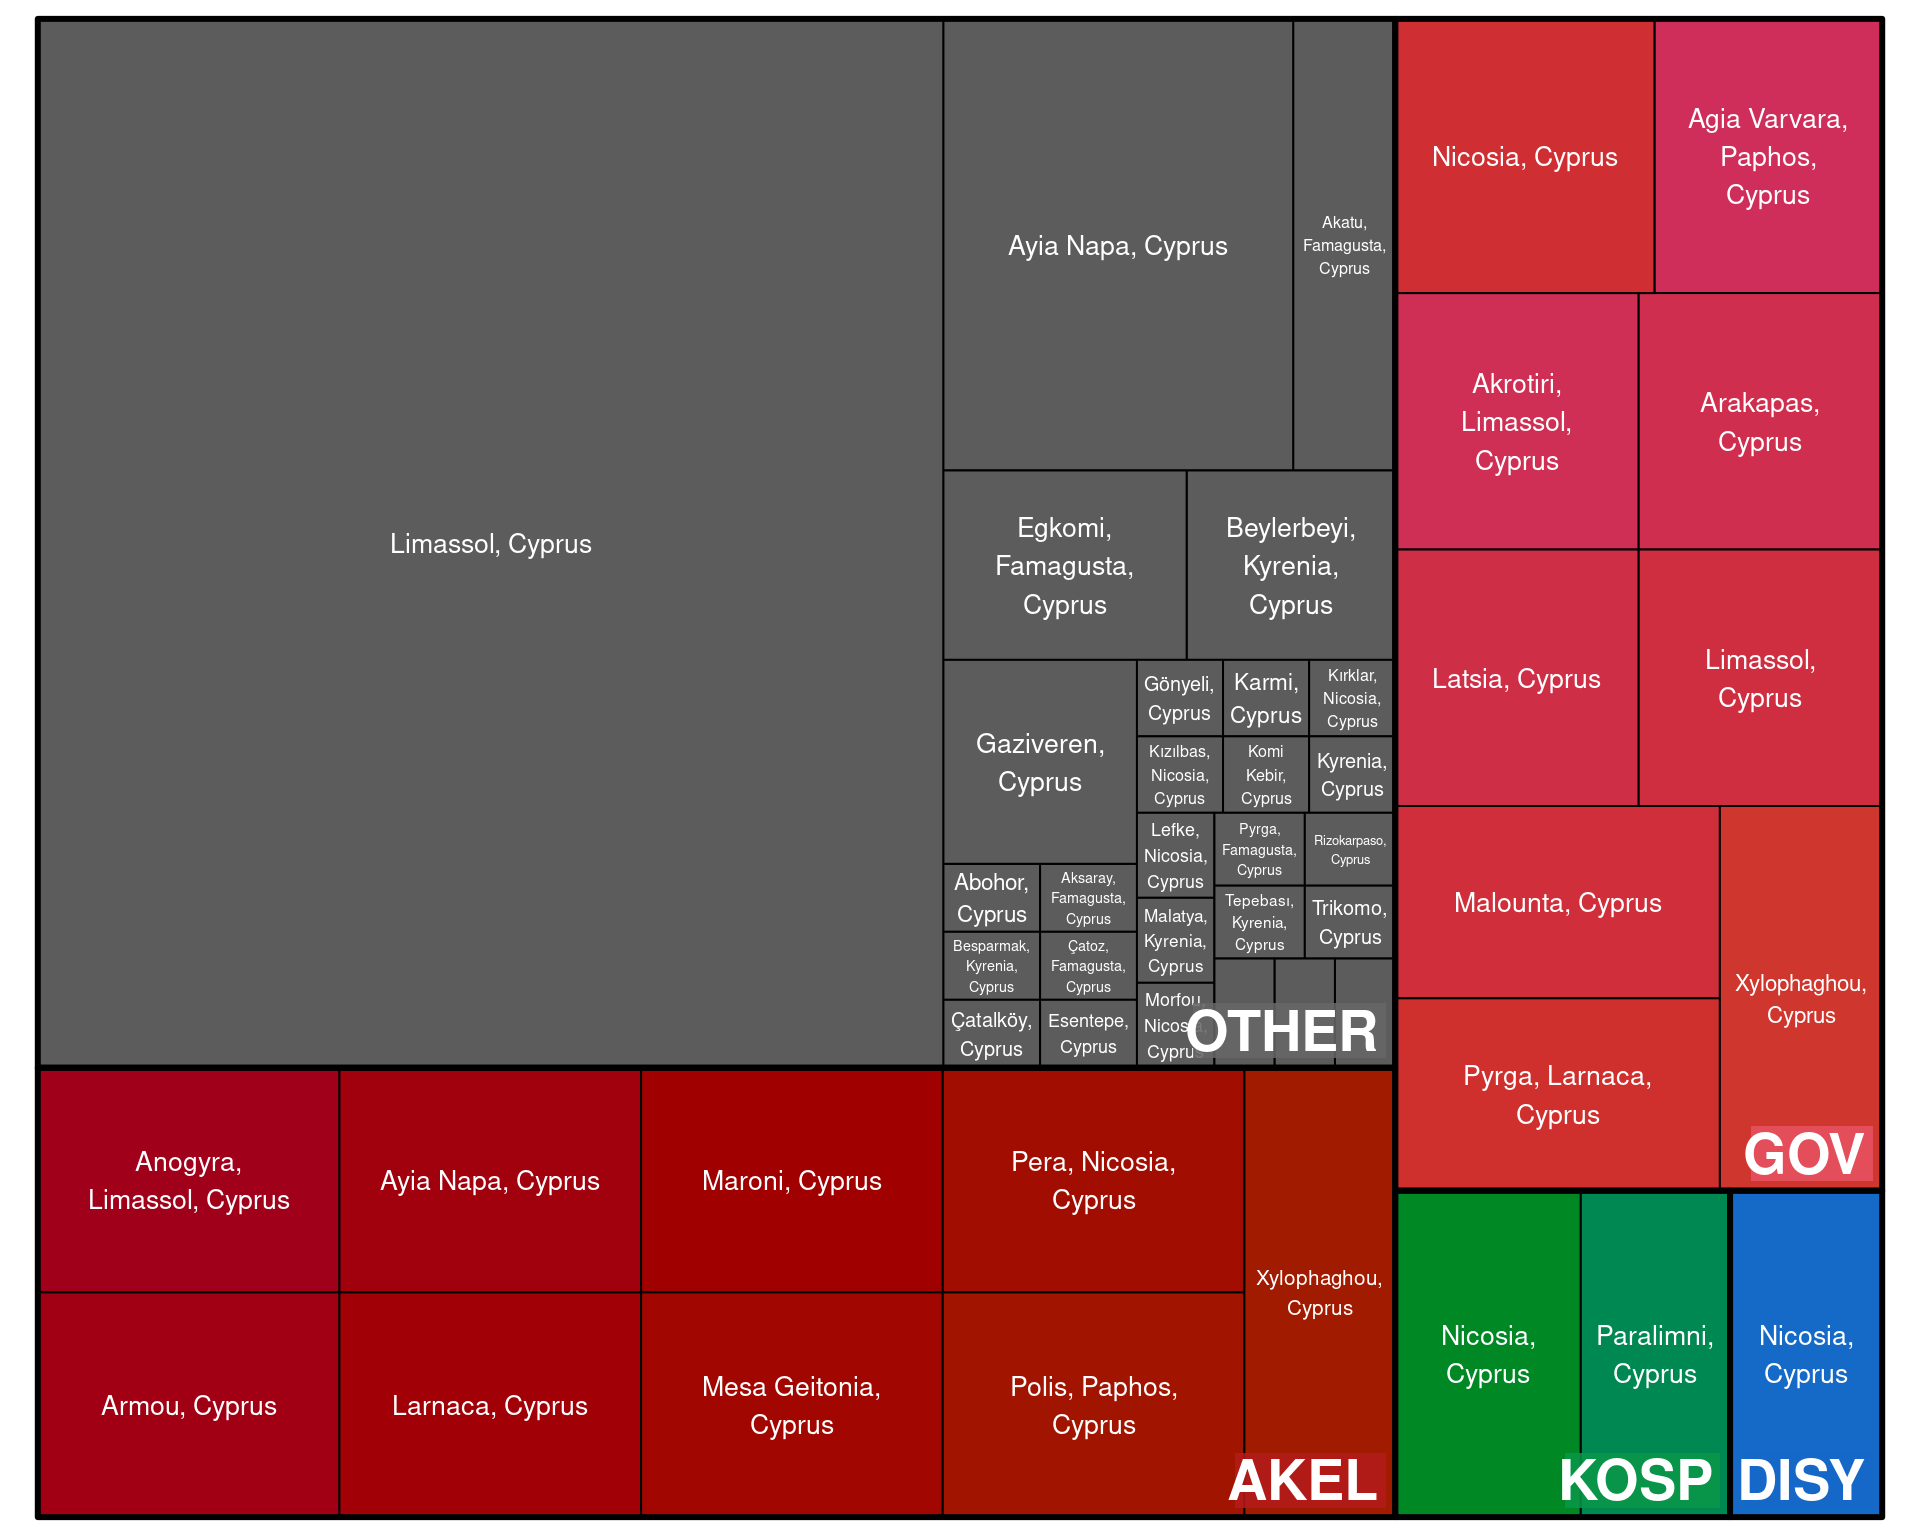 Limassol, Cyprus
Ayia Napa, Cyprus
Akatu,
Famagusta,
Cyprus
Egkomi,
Famagusta,
Cyprus
Beylerbeyi,
Kyrenia,
Cyprus
Gaziveren,
Cyprus
Gönyeli,
Cyprus
Karmi,
Cyprus
Kırklar,
Nicosia,
Cyprus
Kızılbas,
Nicosia,
Cyprus
Komi
Kebir,
Cyprus
Kyrenia,
Cyprus
Abohor,
Cyprus
Aksaray,
Famagusta,
Cyprus
Besparmak,
Kyrenia,
Cyprus
Çatoz,
Famagusta,
Cyprus
Çatalköy,
Cyprus
Esentepe,
Cyprus
Lefke,
Nicosia,
Cyprus
Malatya,
Kyrenia,
Cyprus
Morfou,
Nicosia,
Cyprus
Pyrga,
Famagusta,
Cyprus
Rizokarpaso,
Cyprus
Tepebası,
Kyrenia,
Cyprus
Trikomo,
Cyprus
OTHER
Anogyra,
Limassol, Cyprus
Ayia Napa, Cyprus
Maroni, Cyprus
Pera, Nicosia,
Cyprus
Armou, Cyprus
Larnaca, Cyprus
Mesa Geitonia,
Cyprus
Polis, Paphos,
Cyprus
Xylophaghou,
Cyprus
AKEL
Nicosia, Cyprus
Agia Varvara,
Paphos,
Cyprus
Akrotiri,
Limassol,
Cyprus
Arakapas,
Cyprus
Latsia, Cyprus
Limassol,
Cyprus
Malounta, Cyprus
Pyrga, Larnaca,
Cyprus
Xylophaghou,
Cyprus
GOV
Nicosia,
Cyprus
Paralimni,
Cyprus
KOSP
Nicosia,
Cyprus
DISY